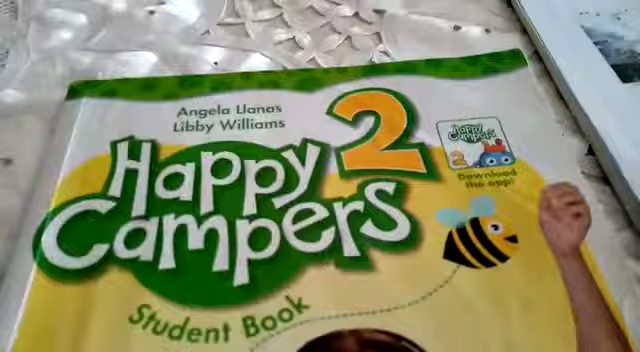 Angela Llanas
Libby Williams
2
Happy
Campers
Student Book
Happy
Campers
2
Download
the app!